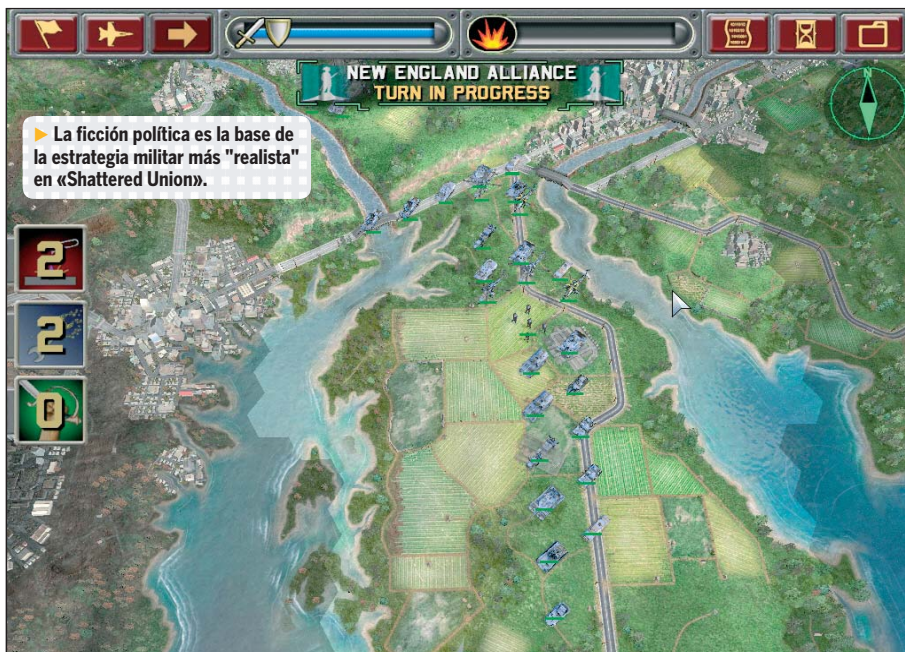 NEW ENGLAND ALLIANCE
TURN IN PROGRESS
N
▶ La ficción política es la base de
la estrategia militar más "realista"
en «Shattered Union».
2
2
0